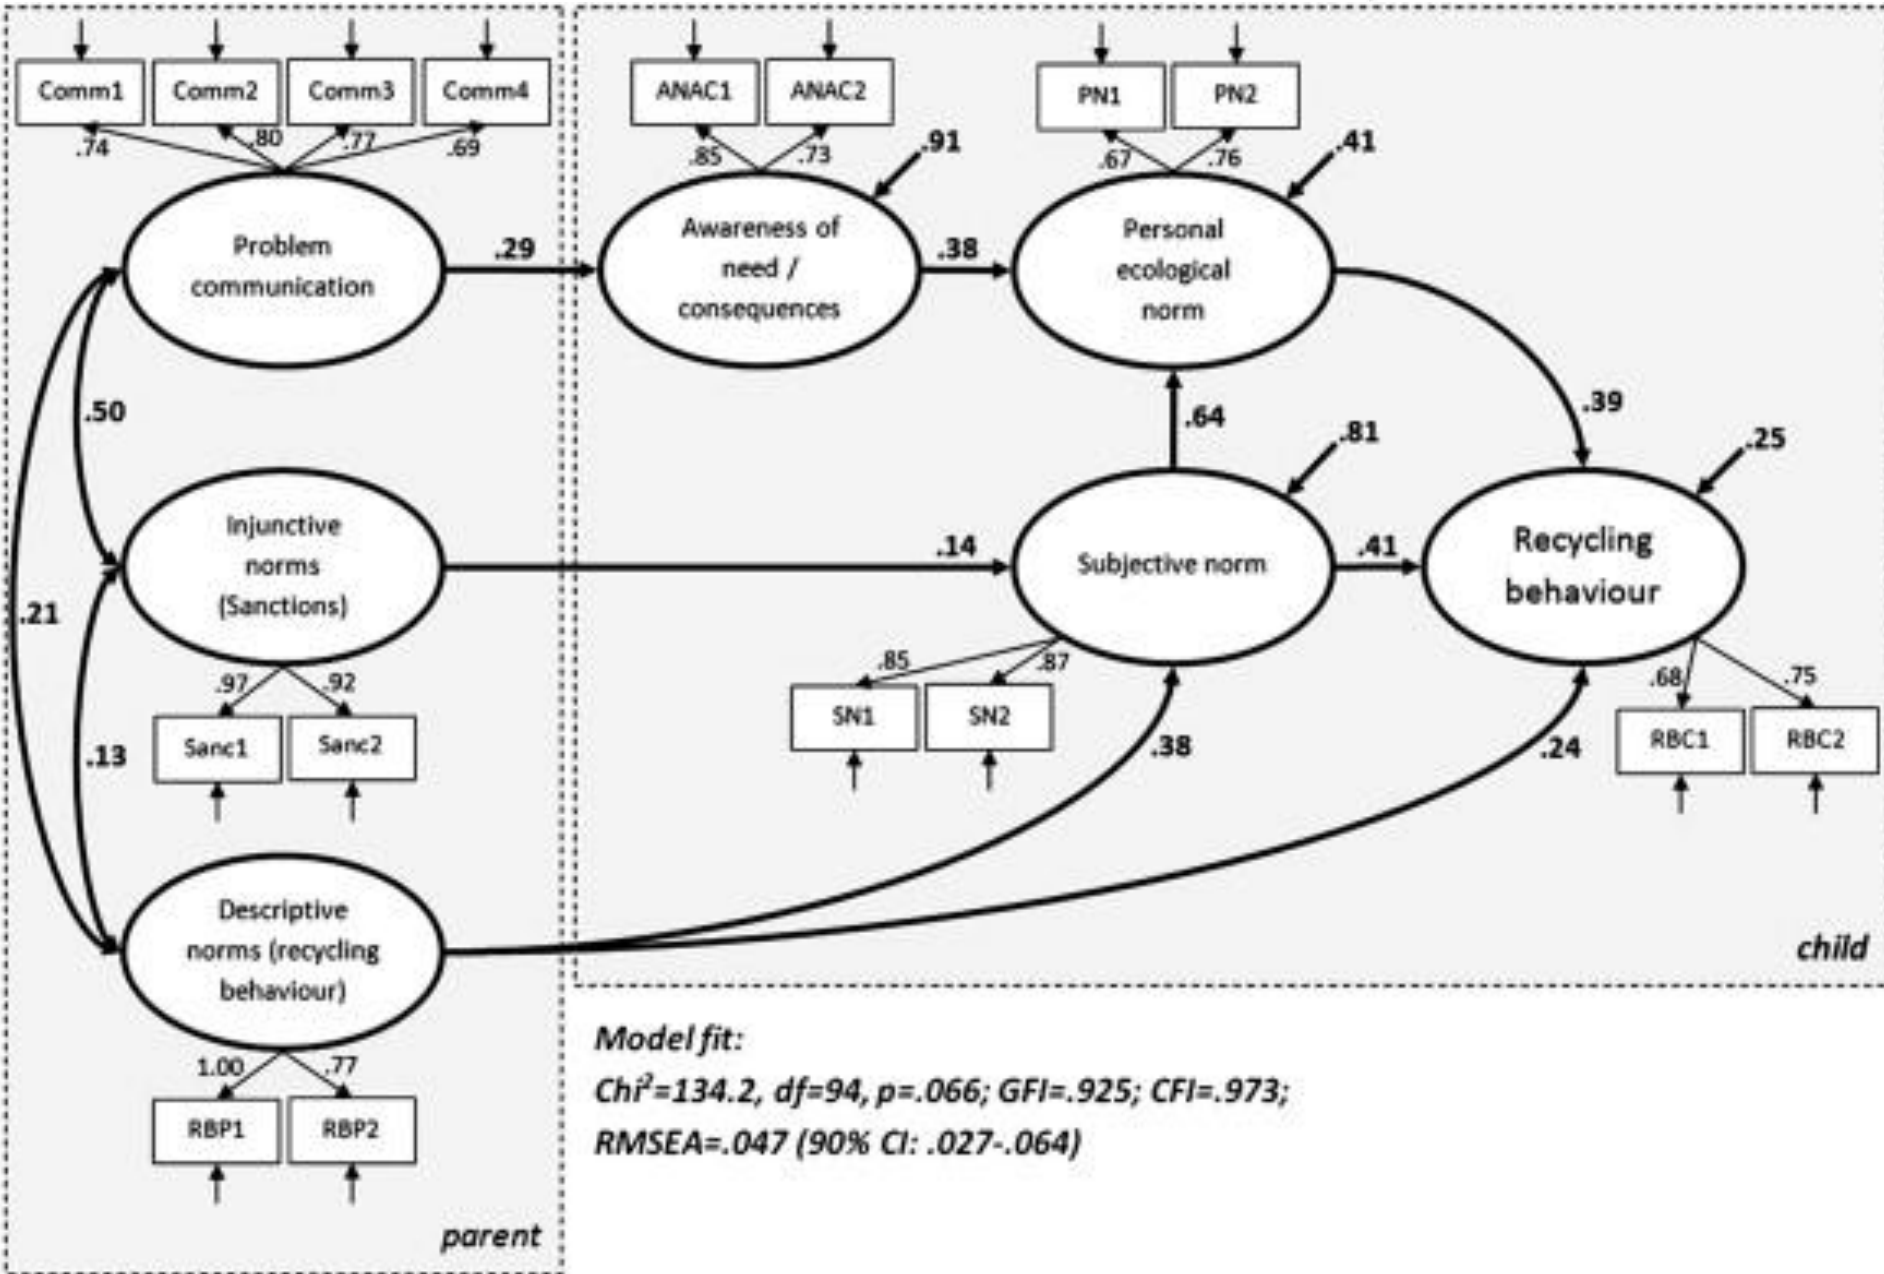 Comm1 Comm2 Comm3 Comm4
.74 .80 .77 .69
Problem
communication
.29
.50
.21
Injunctive
norms
(Sanctions)
.97 .92
Sanc1 Sanc2
.13
Descriptive
norms (recycling
behaviour)
1.00 .77
RBP1 RBP2
parent
ANAC1 ANAC2
.85 .73
.91
Awareness of
need /
consequences
.38
PN1 PN2
.67 .76
.41
Personal
ecological
norm
.39
.64
.81
.14
Subjective norm
.41
.25
Recycling
behaviour
.85 .87
SN1 SN2
.38
.24
.68 .75
RBC1 RBC2
child
Model fit:
Chi²=134.2, df=94, p=.066; GFI=.925; CFI=.973;
RMSEA=.047 (90% CI: .027-.064)